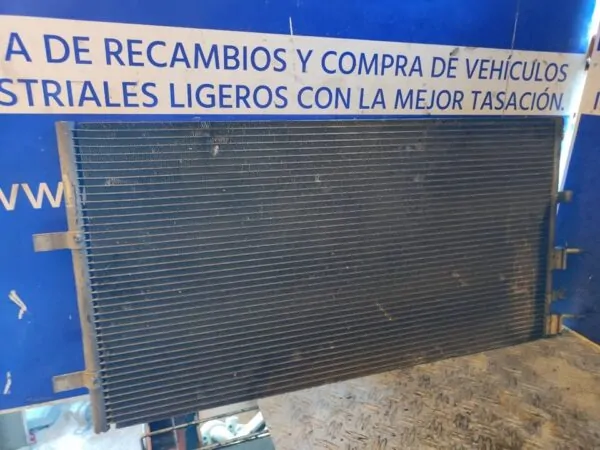 A DE RECAMBIOS Y COMPRA DE VEHÍCULOS
STRIALES LIGEROS CON LA MEJOR TASACIÓN.
ww